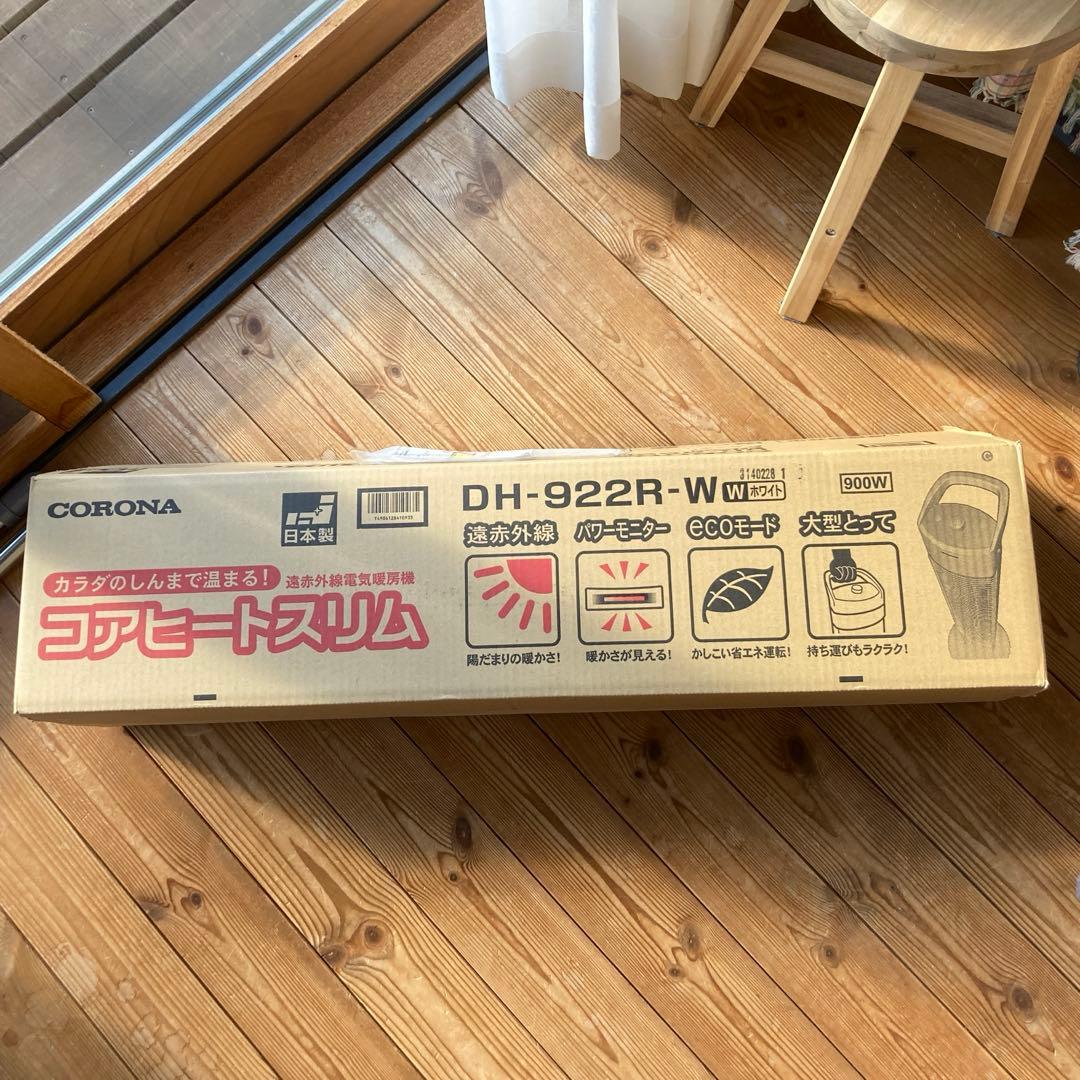 CORONA
日本製
DH-922R-W W ホワイト
3140228 1
900W
遠赤外線
パワーモニター
ecoモード
大型とって
カラダのしんまで温まる!
遠赤外線電気暖房機
コアヒートスリム
陽だまりの暖かさ!
暖かさが見える!
かしこい省エネ運転!
持ち運びもラクラク!